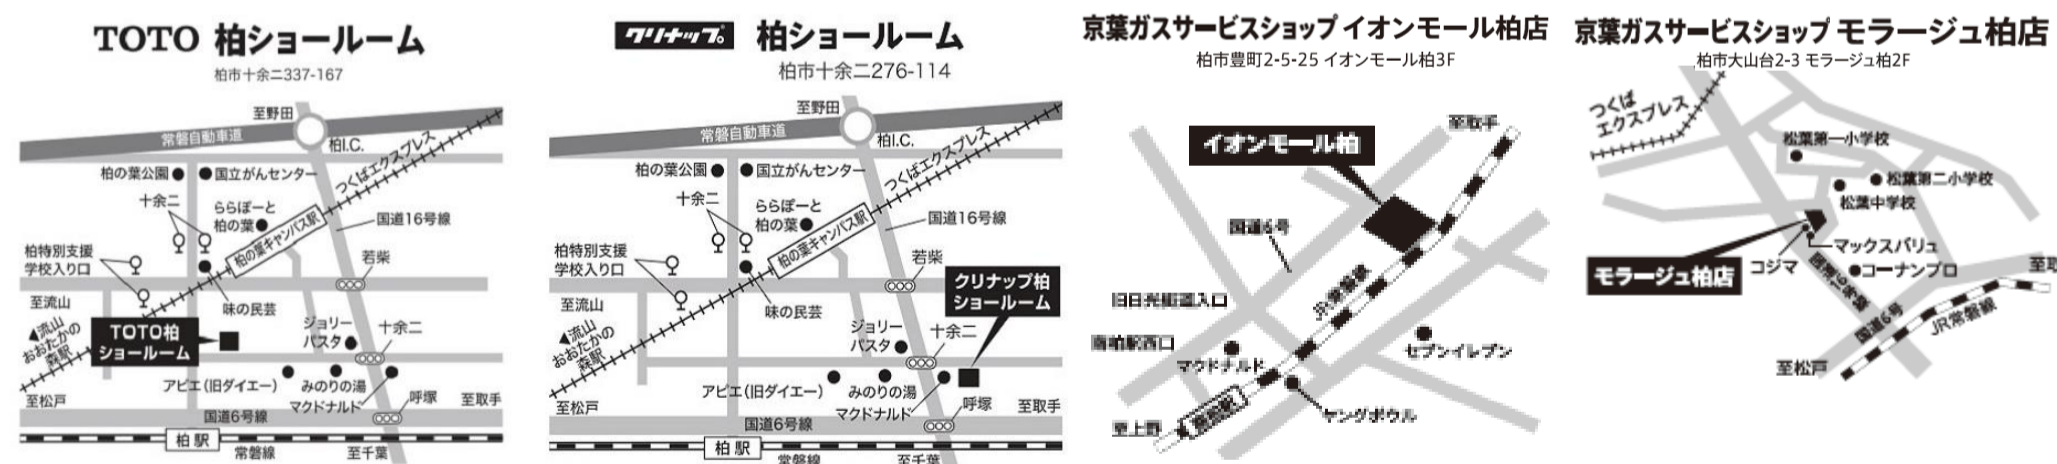 TOTO 柏ショールーム
柏市十余二337-167
至野田
常磐自動車道
柏I.C.
つくばエクスプレス
柏の葉公園
国立がんセンター
十余二
ららぽーと
柏の葉
国道16号線
柏の葉キャンパス駅
柏特別支援
学校入り口
若柴
至流山
味の民芸
▲流山
おおたかの
森駅
TOTO柏
ショールーム
ジョリー
パスタ
十余二
アピエ(旧ダイエー)
みのりの湯
マクドナルド
呼塚
至松戸
至取手
国道6号線
柏駅
常磐線
至千葉
クリナップ 柏ショールーム
柏市十余二276-114
至野田
常磐自動車道
柏I.C.
つくばエクスプレス
柏の葉公園
国立がんセンター
十余二
ららぽーと
柏の葉
国道16号線
柏の葉キャンパス駅
柏特別支援
学校入り口
若柴
クリナップ柏
ショールーム
至流山
味の民芸
▲流山
おおたかの
森駅
ジョリー
パスタ
十余二
アピエ(旧ダイエー)
みのりの湯
マクドナルド
呼塚
至松戸
至取手
国道6号線
柏駅
常磐線
至千葉
京葉ガスサービスショップ イオンモール柏店
柏市豊町2-5-25 イオンモール柏3F
至取手
イオンモール柏
国道6号
JR常磐線
旧日光街道入口
南柏駅西口
マクドナルド
セブンイレブン
南柏駅
ヤングボウル
至上野
京葉ガスサービスショップ モラージュ柏店
柏市大山台2-3 モラージュ柏2F
つくば
エクスプレス
松葉第一小学校
松葉第二小学校
松葉中学校
マックスバリュ
コジマ
モラージュ柏店
コーナンプロ
国道16号線
国道6号
JR常磐線
至松戸